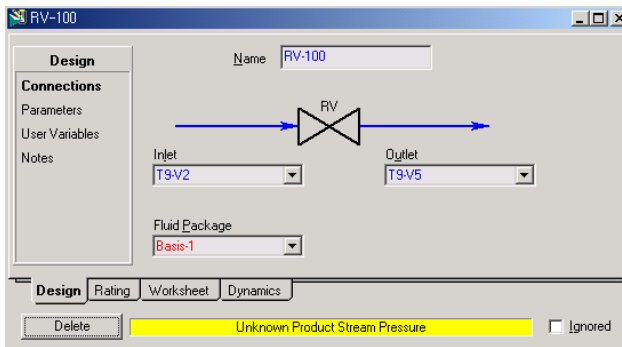 RV-100
Design
Connections
Parameters
User Variables
Notes
Name RV-100
RV
Inlet Outlet
T9-V2 T9-V5
Fluid Package
Basis-1
Design Rating Worksheet Dynamics
Delete Unknown Product Stream Pressure Ignored